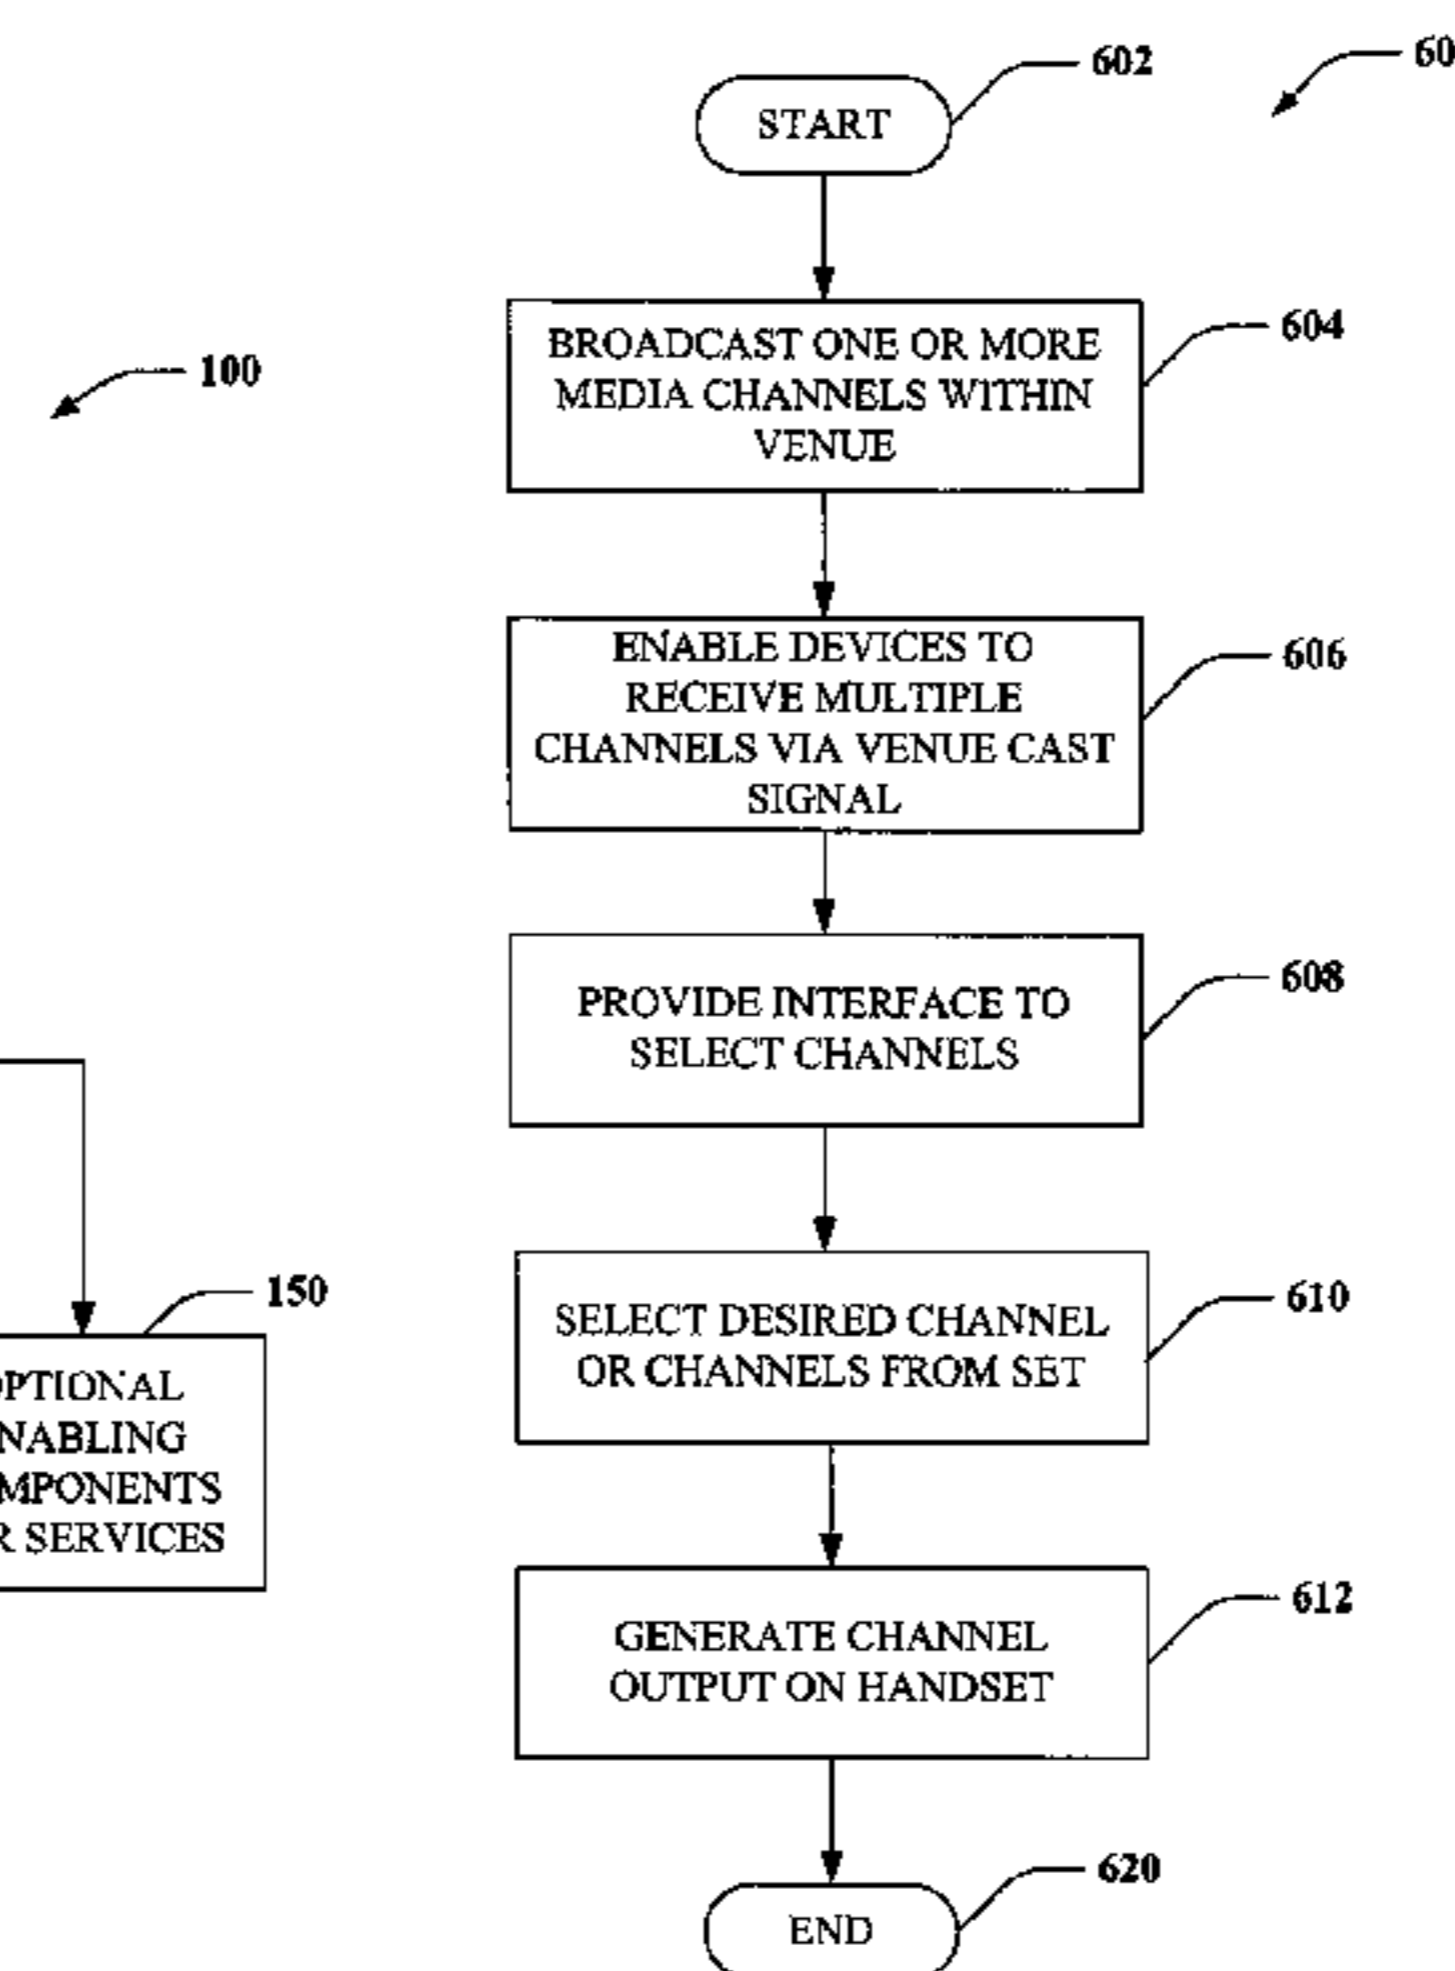 602
60
START
BROADCAST ONE OR MORE
MEDIA CHANNELS WITHIN
VENUE
604
100
ENABLE DEVICES TO
RECEIVE MULTIPLE
CHANNELS VIA VENUE CAST
SIGNAL
606
PROVIDE INTERFACE TO
SELECT CHANNELS
608
150
PTIONAL
NABLING
MPONENTS
R SERVICES
SELECT DESIRED CHANNEL
OR CHANNELS FROM SET
610
GENERATE CHANNEL
OUTPUT ON HANDSET
612
620
END